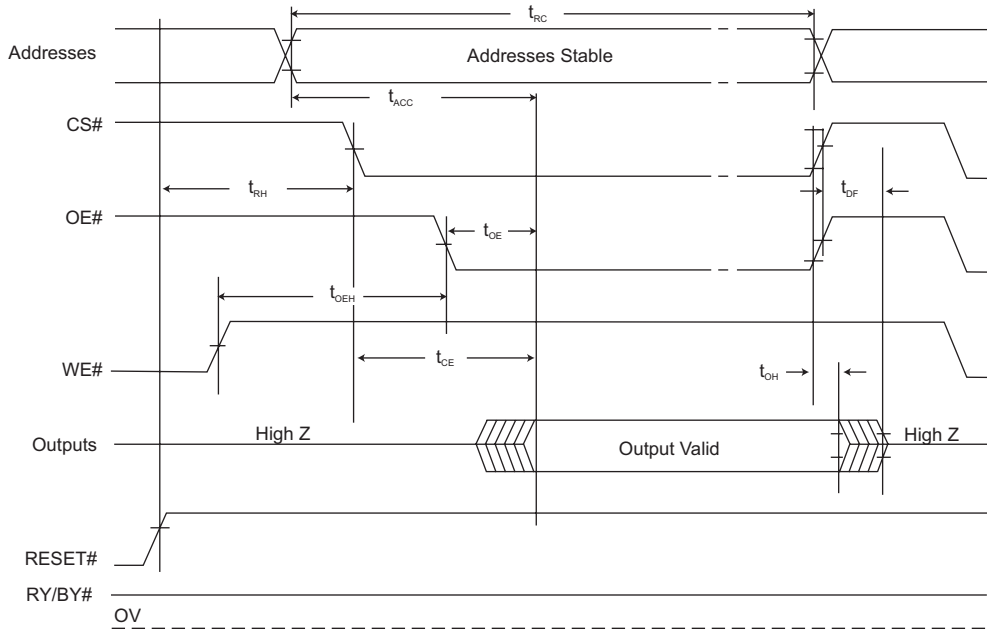 tRC
Addresses
Addresses Stable
tACC
CS#
tRH
tDF
OE#
tOE
tOEH
tCE
WE#
tOH
High Z
Outputs
Output Valid
High Z
RESET#
RY/BY#
OV